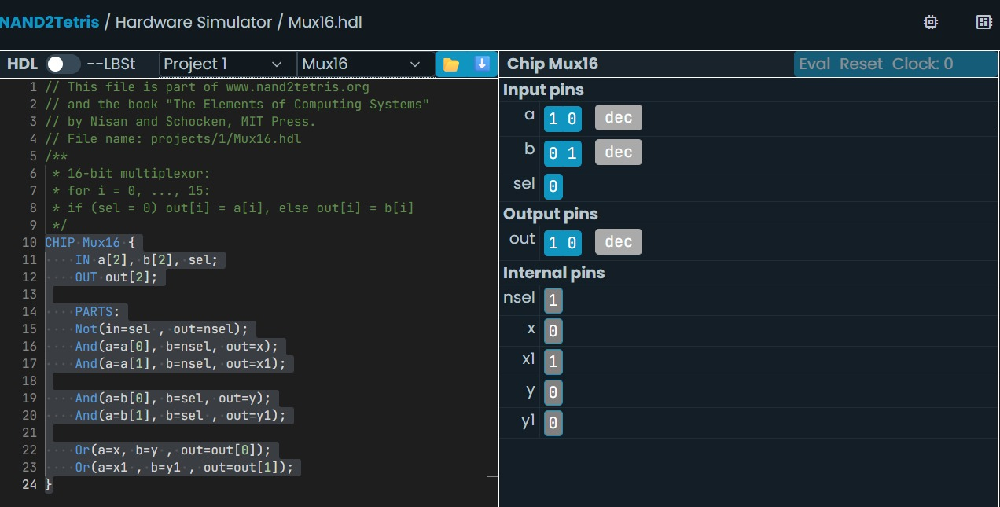 NAND2Tetris / Hardware Simulator / Mux16.hdl
HDL --LBSt Project 1 Mux16
1 // This file is part of www.nand2tetris.org
2 // and the book "The Elements of Computing Systems"
3 // by Nisan and Schocken, MIT Press.
4 // File name: projects/1/Mux16.hdl
5 /**
6 * 16-bit multiplexor:
7 * for i = 0, ..., 15:
8 * if (sel = 0) out[i] = a[i], else out[i] = b[i]
9 */
10 CHIP Mux16 {
11 IN a[2], b[2], sel;
12 OUT out[2];
13
14 PARTS:
15 Not(in=sel , out=nsel);
16 And(a=a[0], b=nsel, out=x);
17 And(a=a[1], b=nsel, out=x1);
18
19 And(a=b[0], b=sel, out=y);
20 And(a=b[1], b=sel , out=y1);
21
22 Or(a=x, b=y , out=out[0]);
23 Or(a=x1 , b=y1 , out=out[1]);
24 }
Chip Mux16 Eval Reset Clock: 0
Input pins
a 1 0 dec
b 0 1 dec
sel 0
Output pins
out 1 0 dec
Internal pins
nsel 1
x 0
x1 1
y 0
y1 0